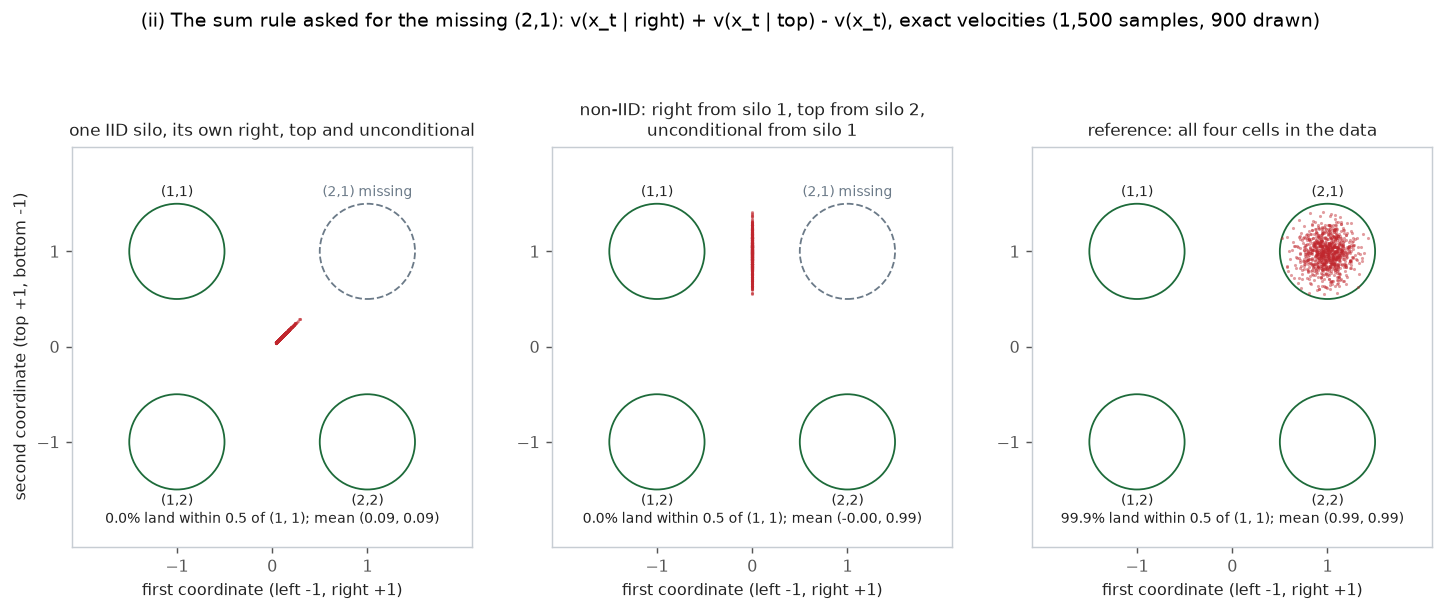 (ii) The sum rule asked for the missing (2,1): v(x_t | right) + v(x_t | top) - v(x_t), exact velocities (1,500 samples, 900 drawn)
one IID silo, its own right, top and unconditional
second coordinate (top +1, bottom -1)
(1,1)
(2,1) missing
1
0
−1
(1,2)
(2,2)
0.0% land within 0.5 of (1, 1); mean (0.09, 0.09)
−1
0
1
first coordinate (left -1, right +1)
non-IID: right from silo 1, top from silo 2,
unconditional from silo 1
(1,1)
(2,1) missing
1
0
−1
(1,2)
(2,2)
0.0% land within 0.5 of (1, 1); mean (-0.00, 0.99)
−1
0
1
first coordinate (left -1, right +1)
reference: all four cells in the data
(1,1)
(2,1)
1
0
−1
(1,2)
(2,2)
99.9% land within 0.5 of (1, 1); mean (0.99, 0.99)
−1
0
1
first coordinate (left -1, right +1)